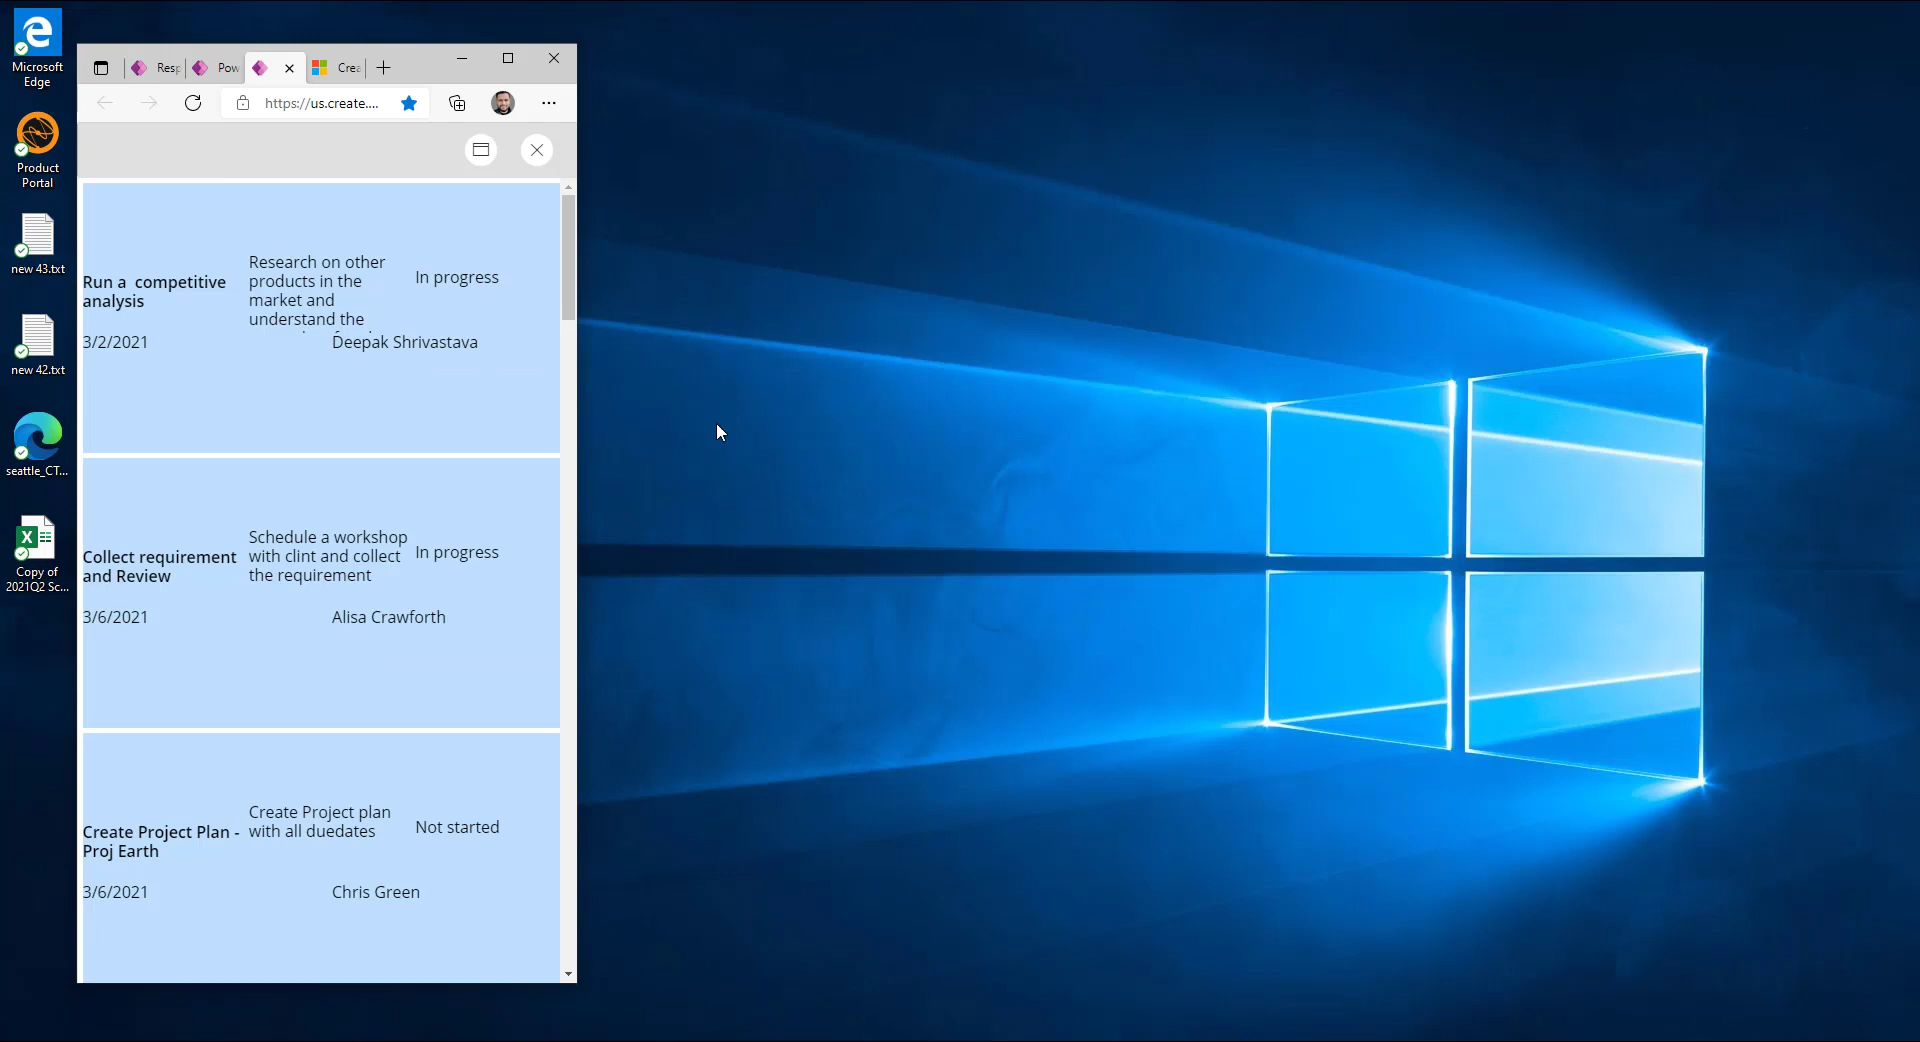 Microsoft
Edge
Product
Portal
new 43.txt
new 42.txt
seattle_CT...
Copy of
2021Q2 Sc...
Resp
Pow
Crea
https://us.create....
Run a  competitive
analysis
Research on other
products in the
market and
understand the
In progress
3/2/2021
Deepak Shrivastava
Collect requirement
and Review
Schedule a workshop
with clint and collect
the requirement
In progress
3/6/2021
Alisa Crawforth
Create Project Plan -
Proj Earth
Create Project plan
with all duedates
Not started
3/6/2021
Chris Green